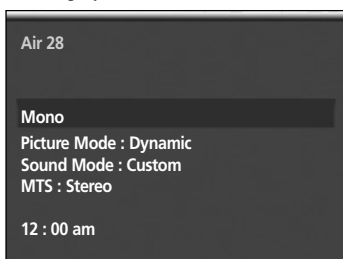 Air 28
Mono
Picture Mode : Dynamic
Sound Mode : Custom
MTS : Stereo
12 : 00 am